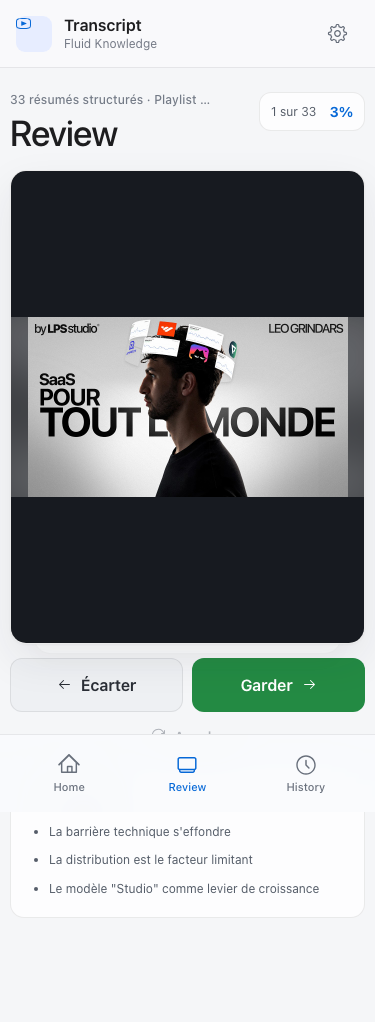 Transcript
Fluid Knowledge
33 résumés structurés · Playlist ...
1 sur 33 3%
Review
by LPS studio
LEO GRINDARS
SaaS
POUR
TOUT LE MONDE
← Écarter
Garder →
Home
Review
History
• La barrière technique s'effondre
• La distribution est le facteur limitant
• Le modèle "Studio" comme levier de croissance